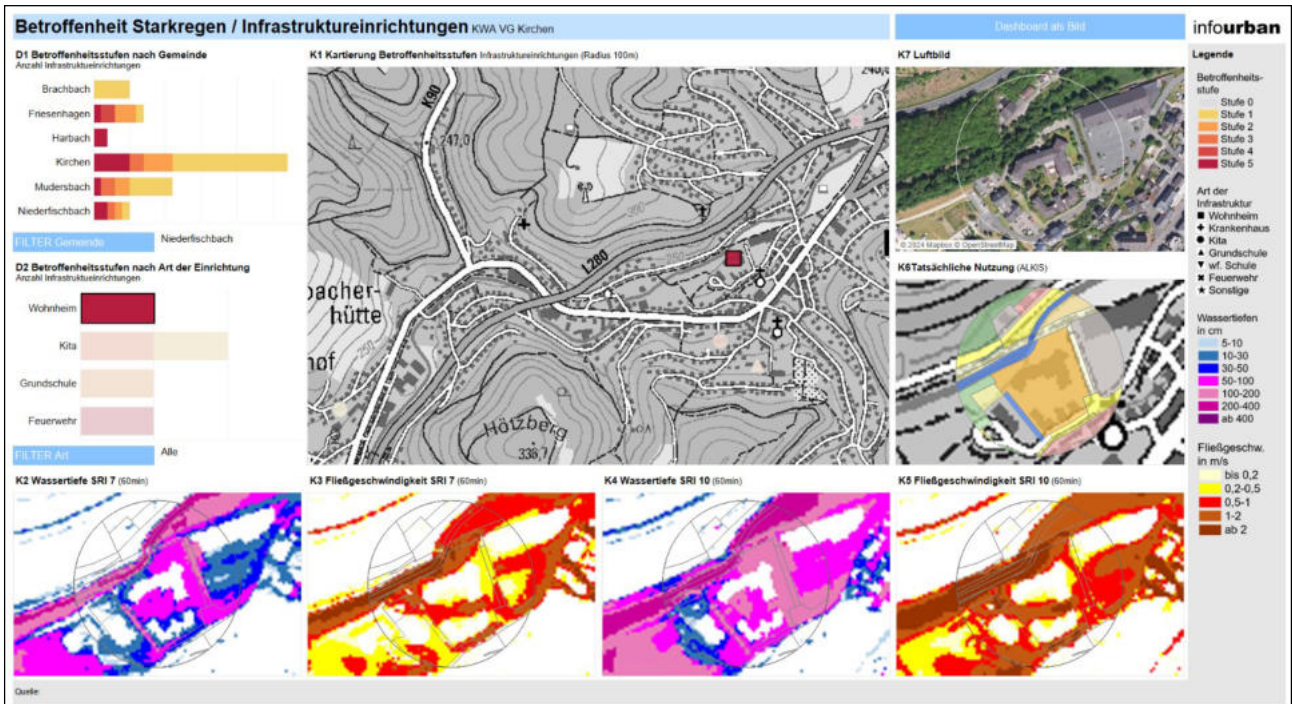 Betroffenheit Starkregen / Infrastruktureinrichtungen KWA VG Kirchen
Dashboard als Bild
infourban
D1 Betroffenheitsstufen nach Gemeinde
Anzahl Infrastruktureinrichtungen
Brachbach
Friesenhagen
Harbach
Kirchen
Mudersbach
Niederfischbach
FILTER Gemeinde
Niederfischbach
D2 Betroffenheitsstufen nach Art der Einrichtung
Anzahl Infrastruktureinrichtungen
Wohnheim
Kita
Grundschule
Feuerwehr
FILTER Art
Alle
K1 Kartierung Betroffenheitsstufen Infrastruktureinrichtungen (Radius 100m)
K90
247,0
L280
bacher-
hütte
hof
250
Hötzberg
338,7
K7 Luftbild
© 2024 Mapbox © OpenStreetMap
K6Tatsächliche Nutzung (ALKIS)
K2 Wassertiefe SRI 7 (60min)
K3 Fließgeschwindigkeit SRI 7 (60min)
K4 Wassertiefe SRI 10 (60min)
K5 Fließgeschwindigkeit SRI 10 (60min)
Legende
Betroffenheits-
stufe
Stufe 0
Stufe 1
Stufe 2
Stufe 3
Stufe 4
Stufe 5
Art der
Infrastruktur
Wohnheim
Krankenhaus
Kita
Grundschule
wf. Schule
Feuerwehr
Sonstige
Wassertiefen
in cm
5-10
10-30
30-50
50-100
100-200
200-400
ab 400
Fließgeschw.
in m/s
bis 0,2
0,2-0,5
0,5-1
1-2
ab 2
Quelle